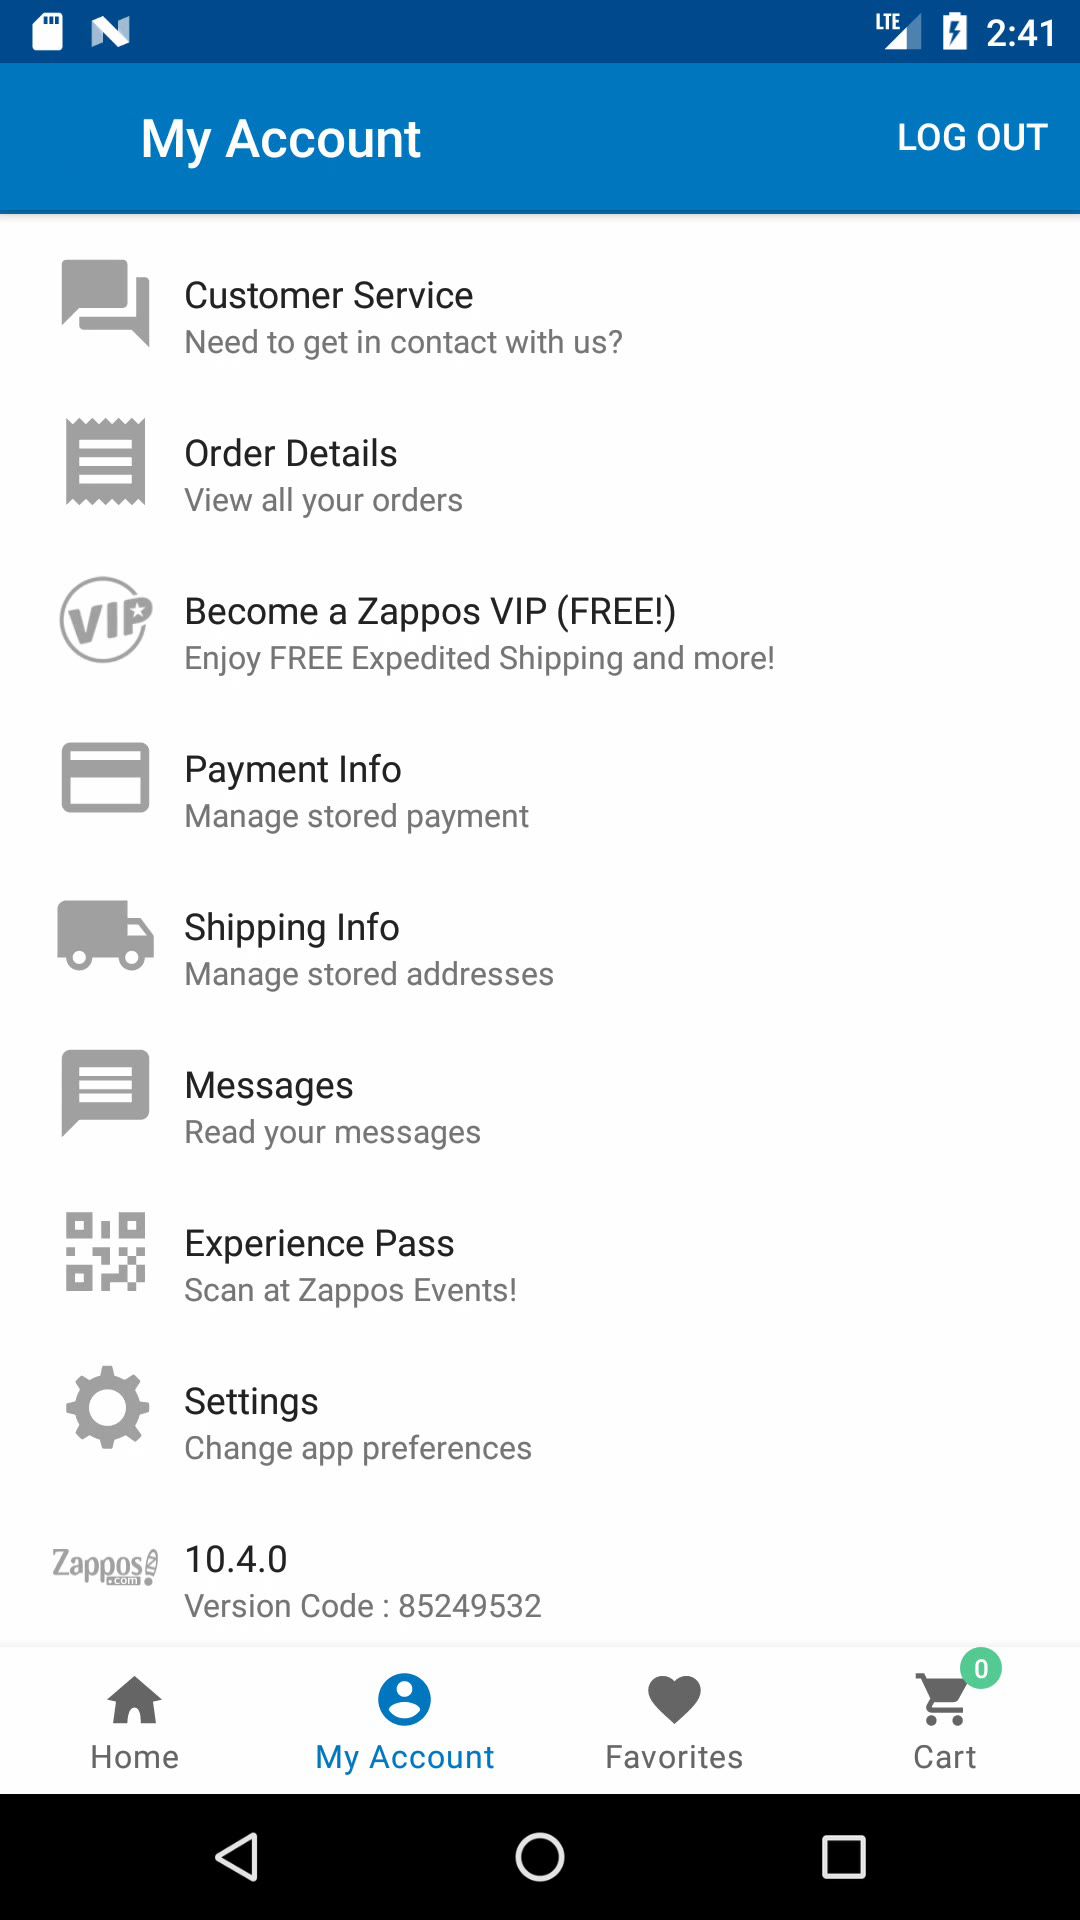 LTE 2:41
My Account LOG OUT
Customer Service
Need to get in contact with us?
Order Details
View all your orders
VIP
Become a Zappos VIP (FREE!)
Enjoy FREE Expedited Shipping and more!
Payment Info
Manage stored payment
Shipping Info
Manage stored addresses
Messages
Read your messages
Experience Pass
Scan at Zappos Events!
Settings
Change app preferences
Zappos
.com
10.4.0
Version Code : 85249532
0
Home My Account Favorites Cart